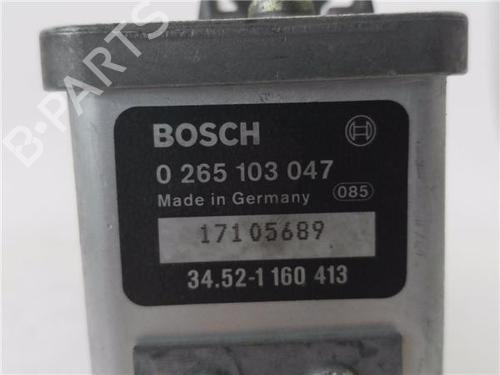 B-PARTS
BOSCH
0 265 103 047
Made in Germany 085
17105689
34.52-1 160 413